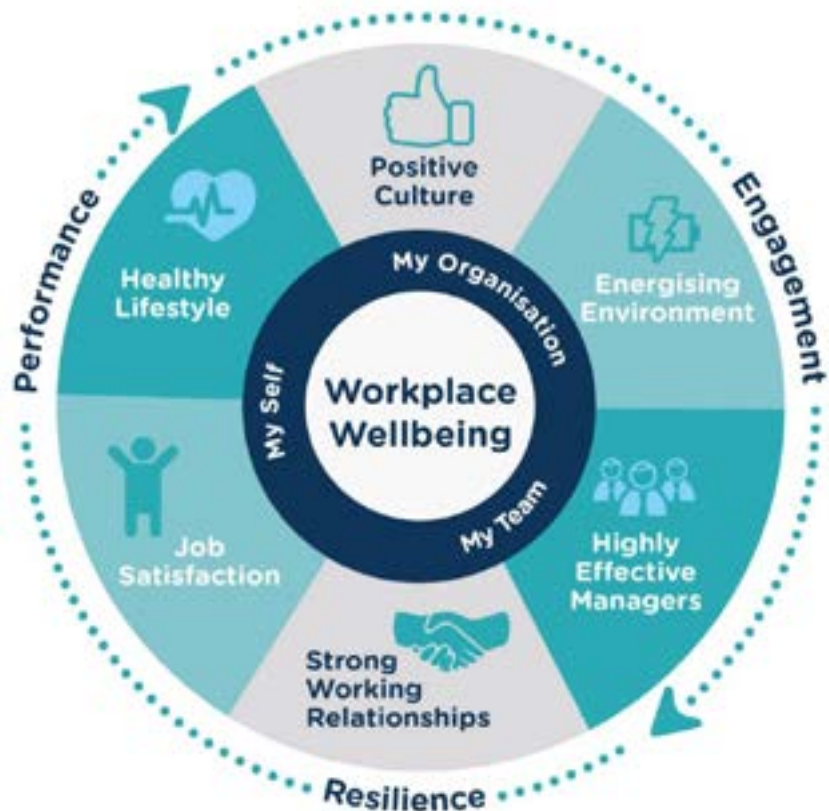 Positive
Culture
Engagement
Energising
Environment
Highly
Effective
Managers
Resilience
Strong
Working
Relationships
Job
Satisfaction
Performance
Healthy
Lifestyle
My Organisation
My Team
My Self
Workplace
Wellbeing